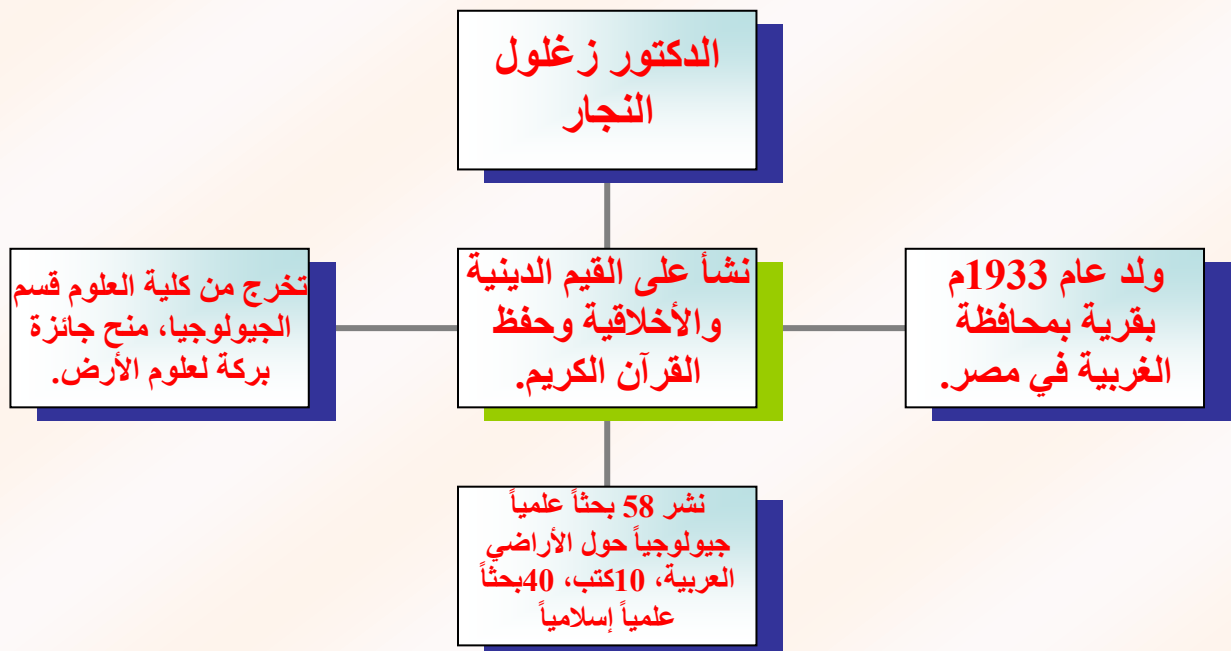 الدكتور زغلول
النجار
ولد عام 1933م
بقرية بمحافظة
الغربية في مصر.
نشأ على القيم الدينية
والأخلاقية وحفظ
القرآن الكريم.
تخرج من كلية العلوم قسم
الجيولوجيا، منح جائزة
بركة لعلوم الأرض.
نشر 58 بحثاً علمياً
جيولوجياً حول الأراضي
العربية، 10كتب، 40بحثاً
علمياً إسلامياً